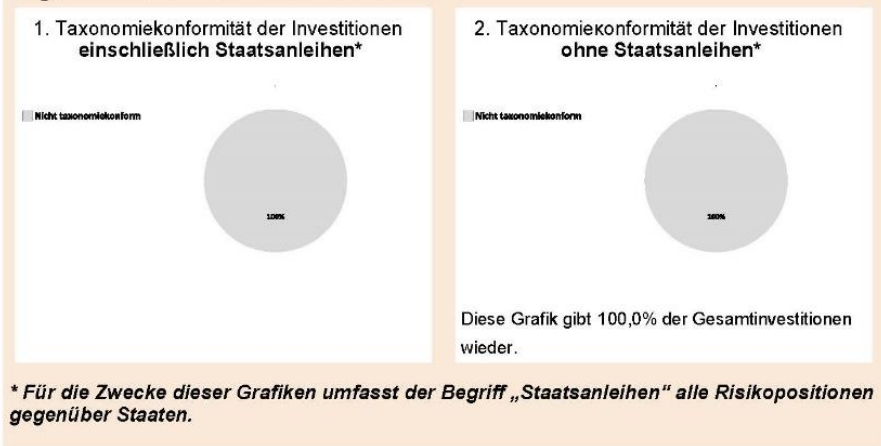 1. Taxonomiekonformität der Investitionen
einschließlich Staatsanleihen*
Nicht taxonomiekonform
100%
2. Taxonomieкonformität der Investitionen
ohne Staatsanleihen*
Nicht taxonomiekonform
100%
Diese Grafik gibt 100,0% der Gesamtinvestitionen
wieder.
* Für die Zwecke dieser Grafiken umfasst der Begriff „Staatsanleihen“ alle Risikopositionen
gegenüber Staaten.